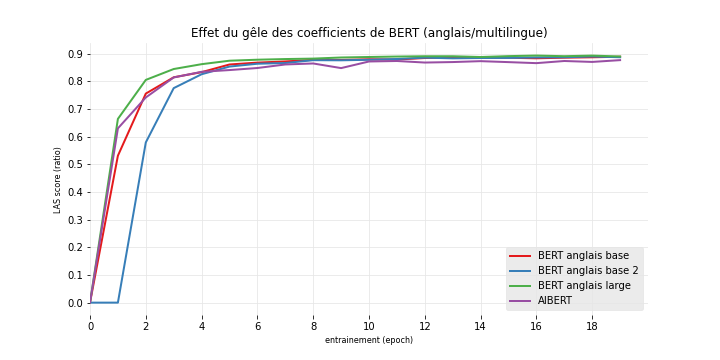 Effet du gêle des coefficients de BERT (anglais/multilingue)
0.9
0.8
0.7
0.6
0.5
0.4
0.3
0.2
0.1
0.0
LAS score (ratio)
BERT anglais base
BERT anglais base 2
BERT anglais large
AlBERT
0 2 4 6 8 10 12 14 16 18
entrainement (epoch)